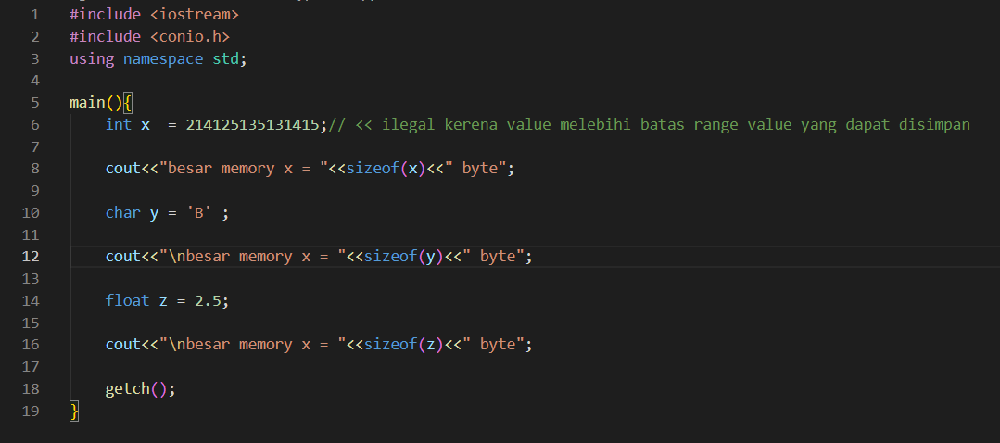 1 #include <iostream>
2 #include <conio.h>
3 using namespace std;
4
5 main(){
6 int x  = 214125135131415;// << ilegal kerena value melebihi batas range value yang dapat disimpan
7
8 cout<<"besar memory x = "<<sizeof(x)<<" byte";
9
10 char y = 'B' ;
11
12 cout<<"\nbesar memory x = "<<sizeof(y)<<" byte";
13
14 float z = 2.5;
15
16 cout<<"\nbesar memory x = "<<sizeof(z)<<" byte";
17
18 getch();
19 }